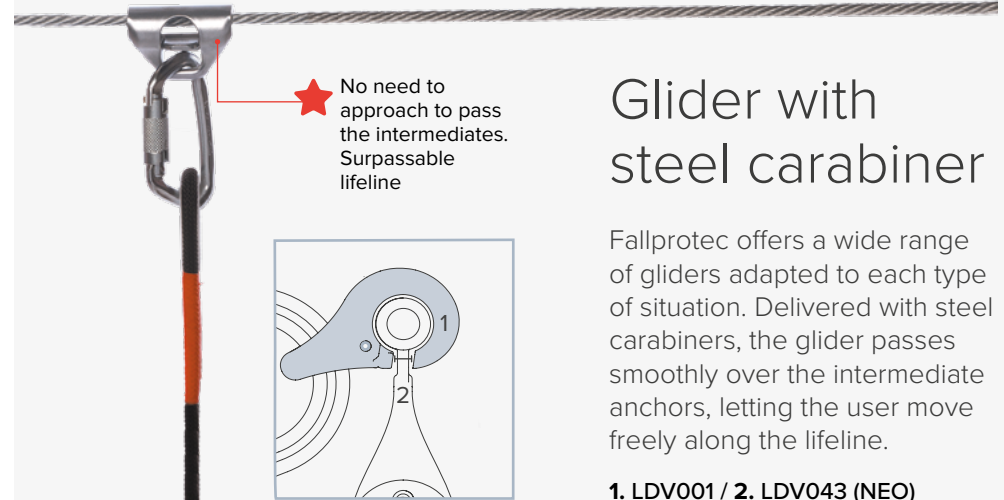 No need to
approach to pass
the intermediates.
Surpassable
lifeline
1
2
Glider with
steel carabiner
Fallprotec offers a wide range
of gliders adapted to each type
of situation. Delivered with steel
carabiners, the glider passes
smoothly over the intermediate
anchors, letting the user move
freely along the lifeline.
1. LDV001 / 2. LDV043 (NEO)